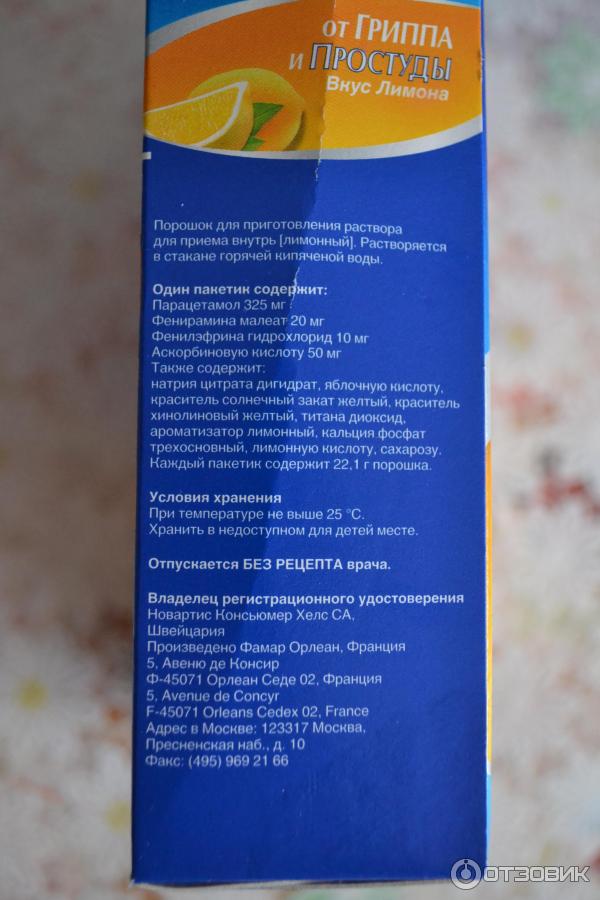 от Гриппа
и Простуды
Вкус Лимона
Порошок для приготовления раствора
для приема внутрь [лимонный]. Растворяется
в стакане горячей кипяченой воды.
Один пакетик содержит:
Парацетамол 325 мг
Фенирамина малеат 20 мг
Фенилэфрина гидрохлорид 10 мг
Аскорбиновую кислоту 50 мг
Также содержит:
натрия цитрата дигидрат, яблочную кислоту,
краситель солнечный закат желтый, краситель
хинолиновый желтый, титана диоксид,
ароматизатор лимонный, кальция фосфат
трехосновный, лимонную кислоту, сахарозу.
Каждый пакетик содержит 22,1 г порошка.
Условия хранения
При температуре не выше 25 °C.
Хранить в недоступном для детей месте.
Отпускается БЕЗ РЕЦЕПТА врача.
Владелец регистрационного удостоверения
Новартис Консьюмер Хелс СА,
Швейцария
Произведено Фамар Орлеан, Франция
5, Авеню де Консир
Ф-45071 Орлеан Седе 02, Франция
5, Avenue de Concyr
F-45071 Orleans Cedex 02, France
Адрес в Москве: 123317 Москва,
Пресненская наб., д. 10
Факс: (495) 969 21 66
ОТЗОВИК